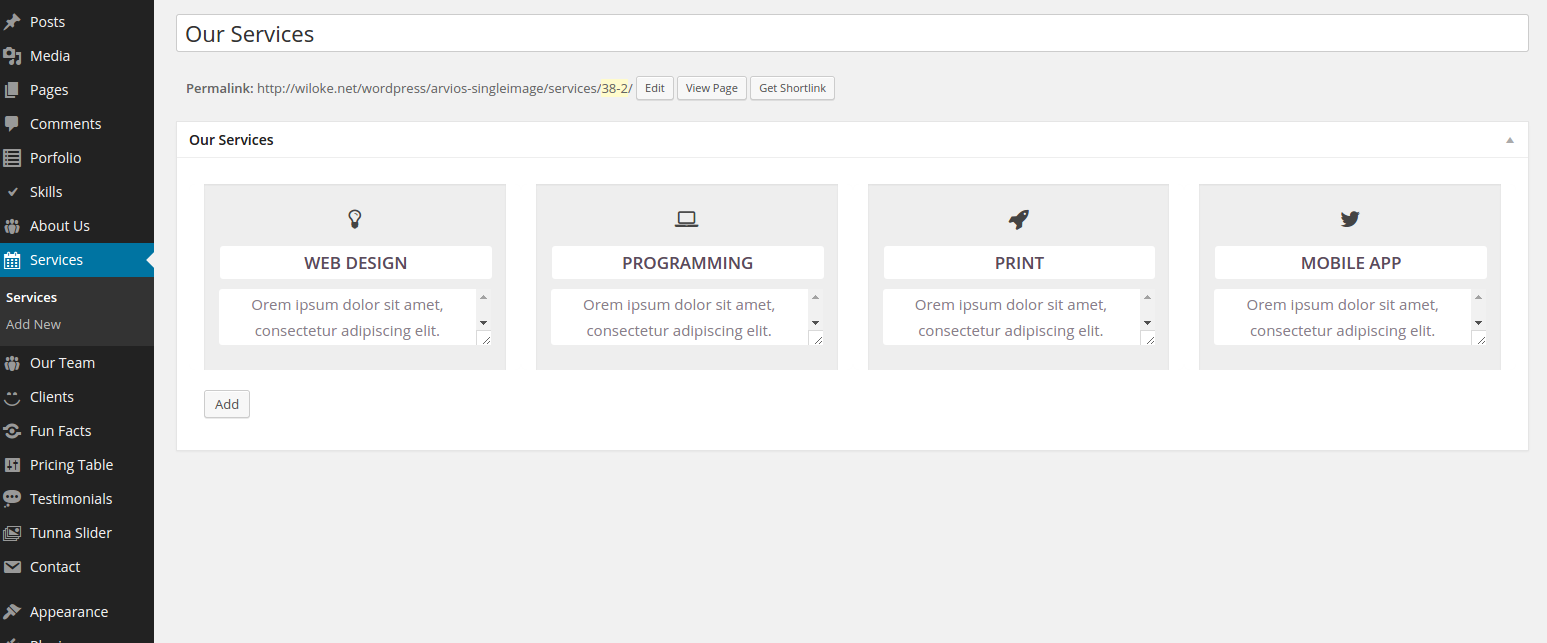 Posts
Media
Pages
Comments
Porfolio
Skills
About Us
Services
Services
Add New
Our Team
Clients
Fun Facts
Pricing Table
Testimonials
Tunna Slider
Contact
Appearance
Our Services
Permalink: http://wiloke.net/wordpress/arvios-singleimage/services/38-2/ Edit View Page Get Shortlink
Our Services
WEB DESIGN
Orem ipsum dolor sit amet,
consectetur adipiscing elit.
PROGRAMMING
Orem ipsum dolor sit amet,
consectetur adipiscing elit.
PRINT
Orem ipsum dolor sit amet,
consectetur adipiscing elit.
MOBILE APP
Orem ipsum dolor sit amet,
consectetur adipiscing elit.
Add